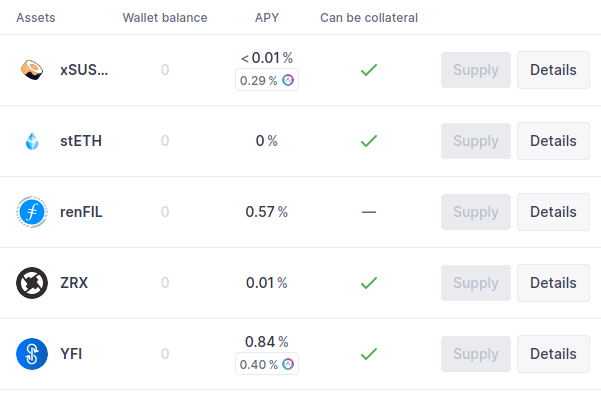 Assets Wallet balance APY Can be collateral
xSUS... 0 <0.01% Supply Details
0.29%
stETH 0 0% Supply Details
renFIL 0 0.57% — Supply Details
ZRX 0 0.01% Supply Details
YFI 0 0.84% Supply Details
0.40%